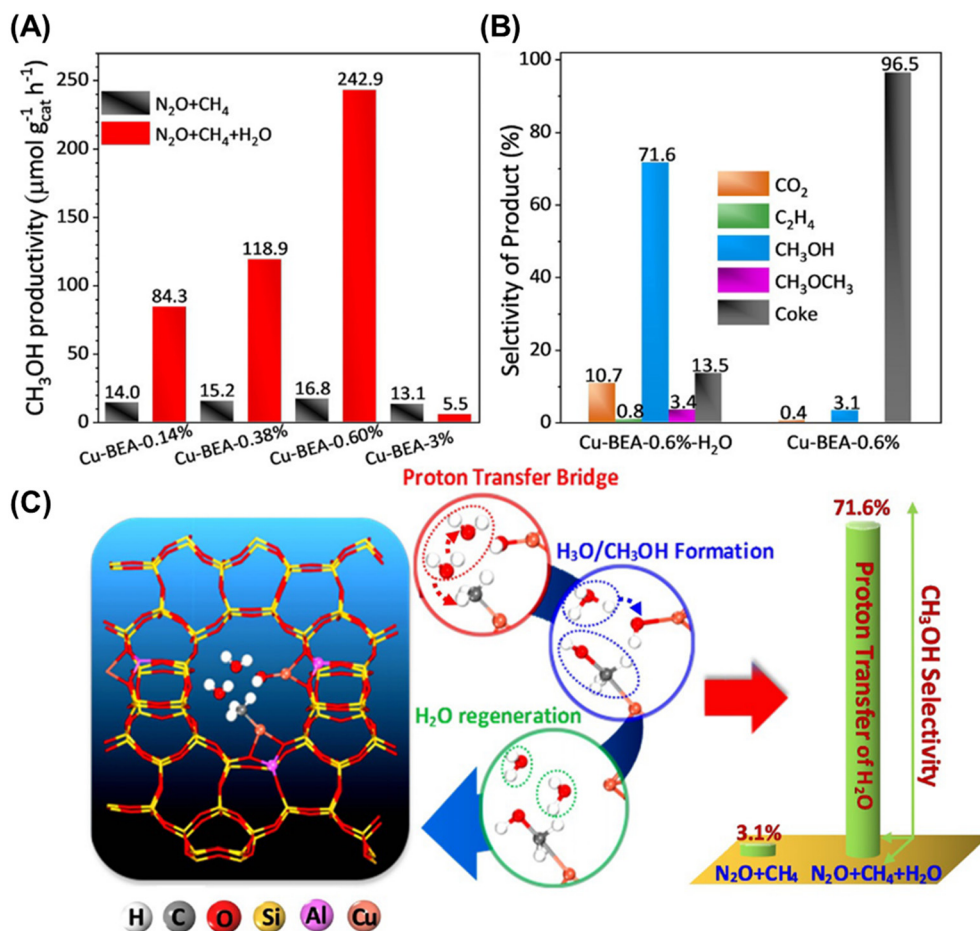 (A)
CH₃OH productivity (μmol g⁻¹cat h⁻¹)
250
200
150
100
50
0
N₂O+CH₄
N₂O+CH₄+H₂O
14.0
84.3
15.2
118.9
16.8
242.9
13.1
5.5
Cu-BEA-0.14%
Cu-BEA-0.38%
Cu-BEA-0.60%
Cu-BEA-3%
(B)
Selctivity of Product (%)
100
80
60
40
20
0
CO₂
C₂H₄
CH₃OH
CH₃OCH₃
Coke
10.7
0.8
71.6
3.4
13.5
0.4
3.1
96.5
Cu-BEA-0.6%-H₂O
Cu-BEA-0.6%
(C)
Proton Transfer Bridge
H₃O/CH₃OH Formation
H₂O regeneration
71.6%
Proton Transfer of H₂O
CH₃OH Selectivity
3.1%
N₂O+CH₄
N₂O+CH₄+H₂O
H
C
O
Si
Al
Cu